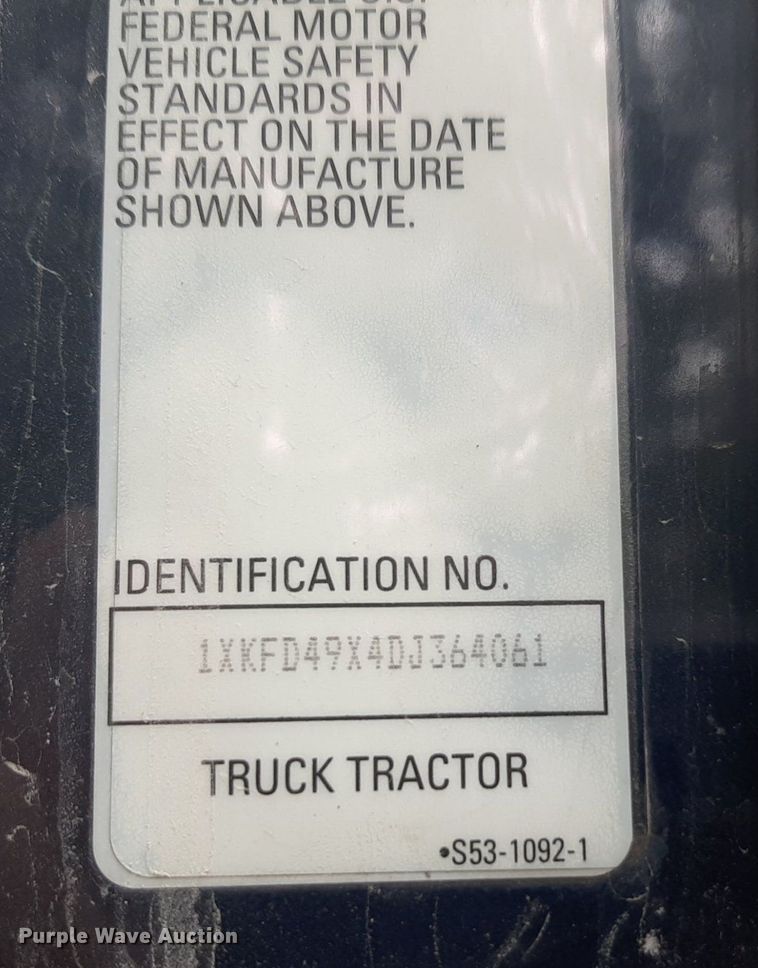 APPLICABLE U.S.
FEDERAL MOTOR
VEHICLE SAFETY
STANDARDS IN
EFFECT ON THE DATE
OF MANUFACTURE
SHOWN ABOVE.
IDENTIFICATION NO.
1XKFD49X4DJ364061
TRUCK TRACTOR
•S53-1092-1
Purple Wave Auction